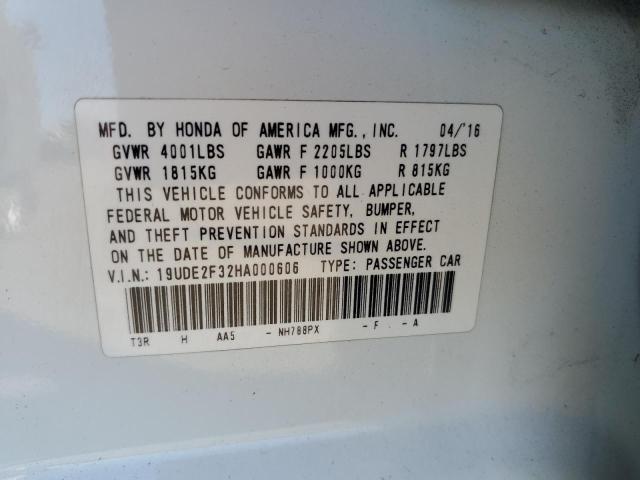 MFD. BY HONDA OF AMERICA MFG., INC. 04/'16
GVWR 4001LBS GAWR F 2205LBS R 1797LBS
GVWR 1815KG GAWR F 1000KG R 815KG
THIS VEHICLE CONFORMS TO ALL APPLICABLE
FEDERAL MOTOR VEHICLE SAFETY, BUMPER,
AND THEFT PREVENTION STANDARDS IN EFFECT
ON THE DATE OF MANUFACTURE SHOWN ABOVE.
V.I.N.: 19UDE2F32HA000606 TYPE: PASSENGER CAR
T3R H AA5 - NH788PX - F - A